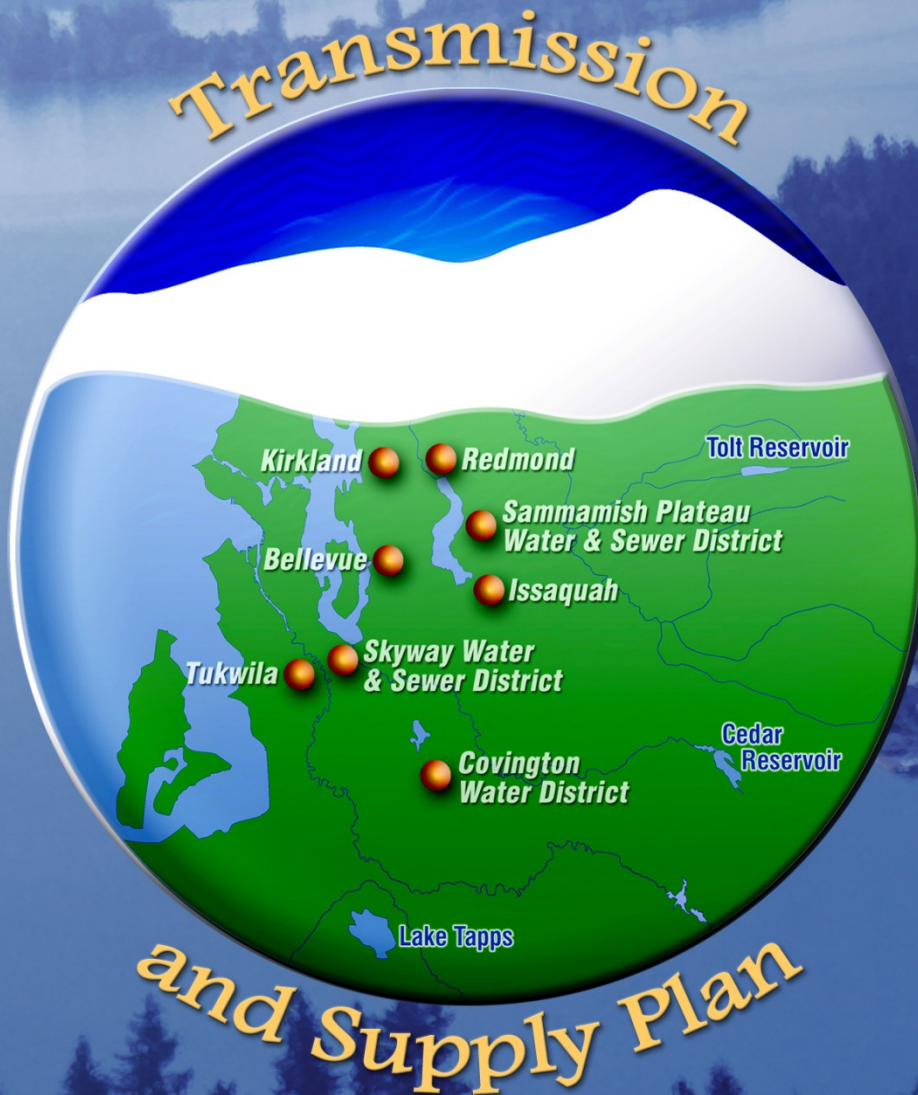 Transmission
Kirkland
Redmond
Tolt Reservoir
Sammamish Plateau
Water & Sewer District
Bellevue
Issaquah
Skyway Water
& Sewer District
Tukwila
Cedar
Reservoir
Covington
Water District
Lake Tapps
and Supply Plan